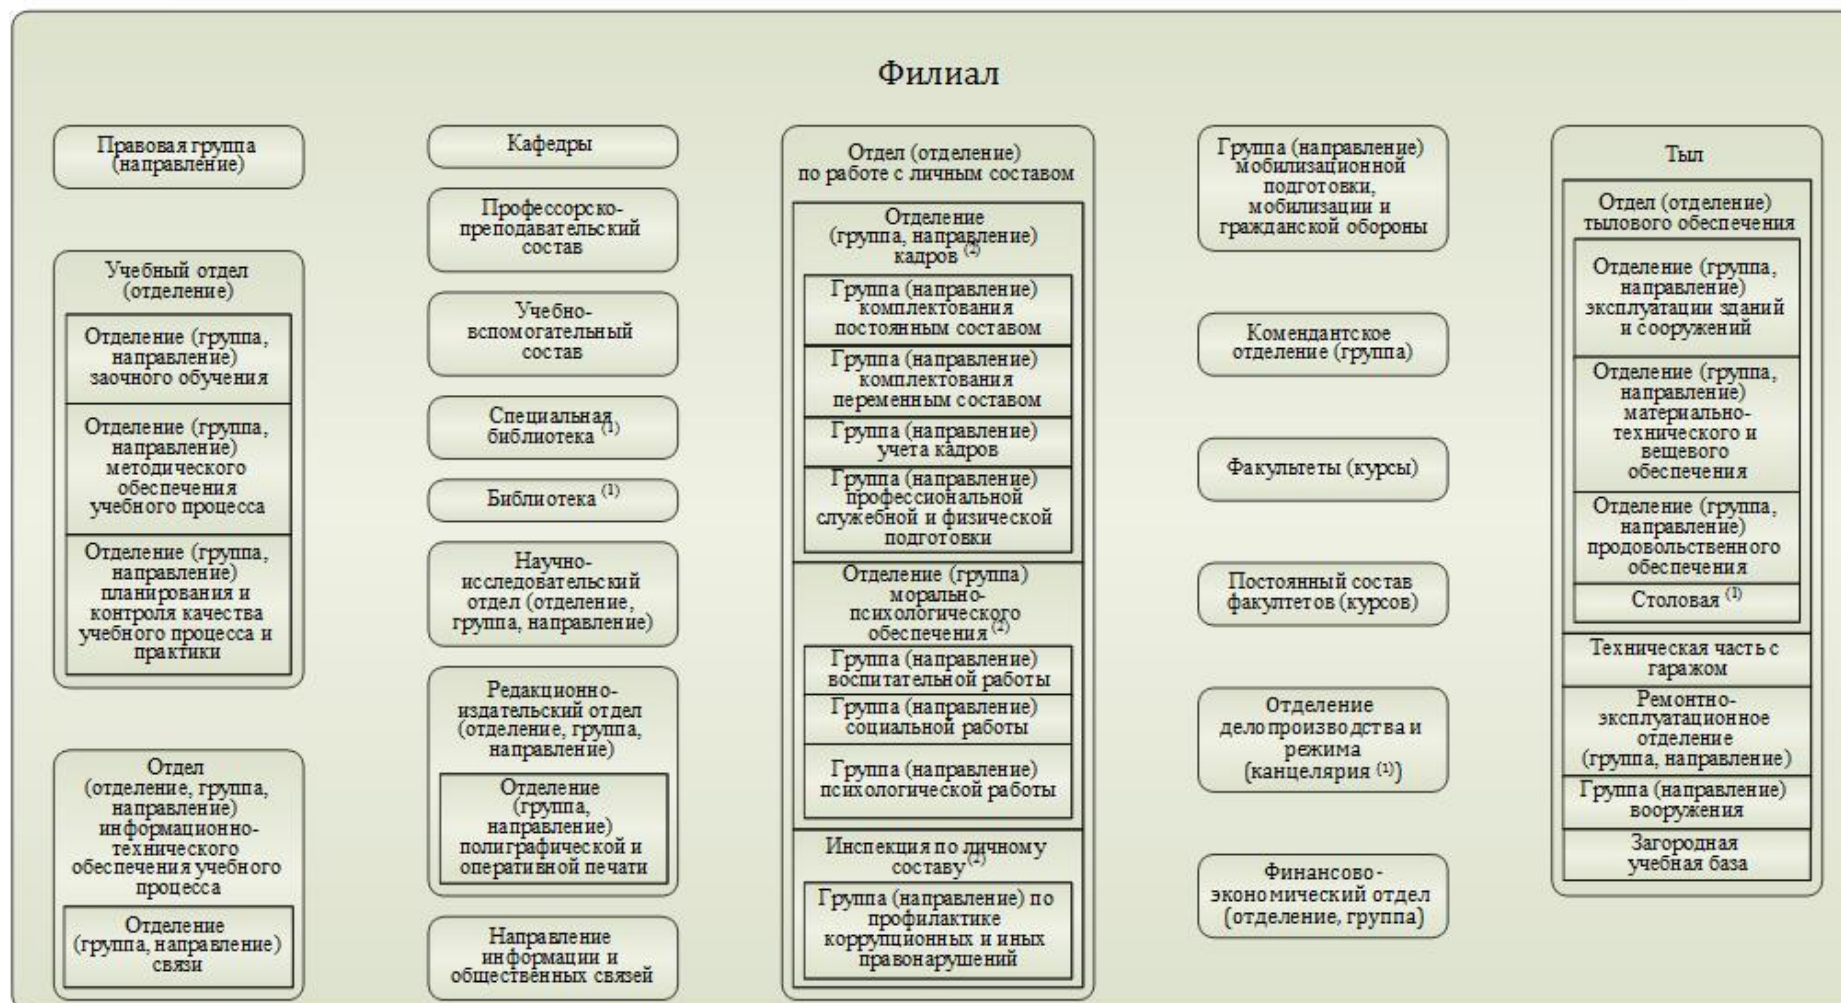 Филиал
Правовая группа
(направление)
Учебный отдел
(отделение)
Отделение (группа,
направление)
заочного обучения
Отделение (группа,
направление)
методического
обеспечения
учебного процесса
Отделение (группа,
направление)
планирования и
контроля качества
учебного процесса и
практики
Отдел
(отделение, группа,
направление)
информационно-
технического
обеспечения учебного
процесса
Отделение
(группа, направление)
связи
Кафедры
Профессорско-
преподавательский
состав
Учебно-
вспомогательный
состав
Специальная
библиотека (1)
Библиотека (1)
Научно-
исследовательский
отдел (отделение,
группа, направление)
Редакционно-
издательский отдел
(отделение, группа,
направление)
Отделение
(группа,
направление)
полиграфической и
оперативной печати
Направление
информации и
общественных связей
Отдел (отделение)
по работе с личным составом
Отделение
(группа, направление)
кадров (2)
Группа (направление)
комплектования
постоянным составом
Группа (направление)
комплектования
переменным составом
Группа (направление)
учета кадров
Группа (направление)
профессиональной
служебной и физической
подготовки
Отделение (группа)
морально-
психологического
обеспечения (2)
Группа (направление)
воспитательной работы
Группа (направление)
социальной работы
Группа (направление)
психологической работы
Инспекция по личному
составу (2)
Группа (направление) по
профилактике
коррупционных и иных
правонарушений
Группа (направление)
мобилизационной
подготовки,
мобилизации и
гражданской обороны
Комендантское
отделение (группа)
Факультеты (курсы)
Постоянный состав
факультетов (курсов)
Отделение
делопроизводства и
режима
(канцелярия (1))
Финансово-
экономический отдел
(отделение, группа)
Тыл
Отдел (отделение)
тылового обеспечения
Отделение (группа,
направление)
эксплуатации зданий
и сооружений
Отделение (группа,
направление)
материально-
технического и
вещевого
обеспечения
Отделение (группа,
направление)
продовольственного
обеспечения
Столовая (1)
Техническая часть с
гаражом
Ремонтно-
эксплуатационное
отделение
(группа, направление)
Группа (направление)
вооружения
Загородная
учебная база